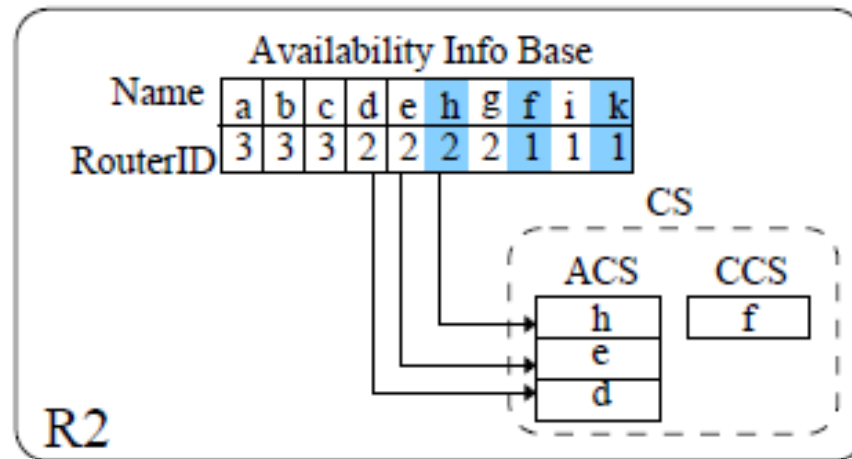 Availability Info Base
Name a b c d e h g f i k
RouterID 3 3 3 2 2 2 2 1 1 1
CS
ACS CCS
h f
e
d
R2